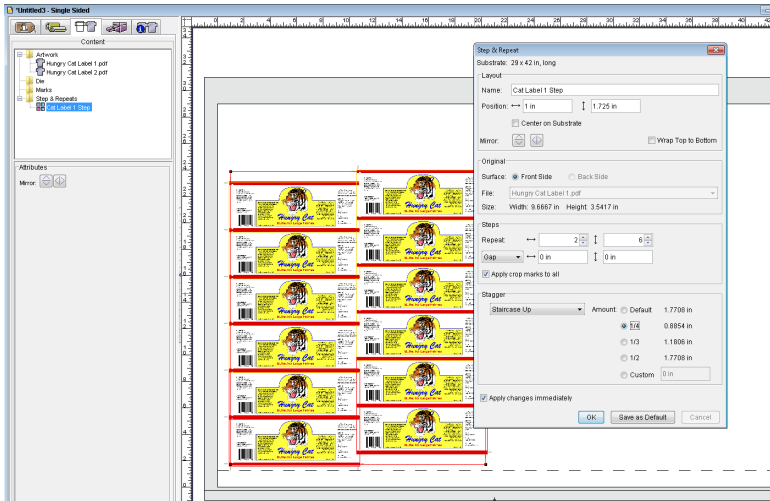 *Untitled3 - Single Sided
Content
Artwork
Hungry Cat Label 1.pdf
Hungry Cat Label 2.pdf
Die
Marks
Step & Repeats
Cat Label 1 Step
Attributes
Mirror:
Step & Repeat
Substrate: 29 x 42 in, long
Layout
Name: Cat Label 1 Step
Position: 1 in 1.725 in
Center on Substrate
Mirror: Wrap Top to Bottom
Original
Surface: Front Side Back Side
File: Hungry Cat Label 1.pdf
Size: Width: 9.6667 in Height: 3.5417 in
Steps
Repeat: 2 6
Gap 0 in 0 in
Apply crop marks to all
Stagger
Staircase Up Amount: Default 1.7708 in
1/4 0.8854 in
1/3 1.1806 in
1/2 1.7708 in
Custom 0 in
Apply changes immediately
OK Save as Default Cancel
Hungry Cat
Hungry Cat
Hungry Cat
Hungry Cat
Hungry Cat
Hungry Cat
Hungry Cat
Hungry Cat
Hungry Cat
Hungry Cat
Hungry Cat
Hungry Cat